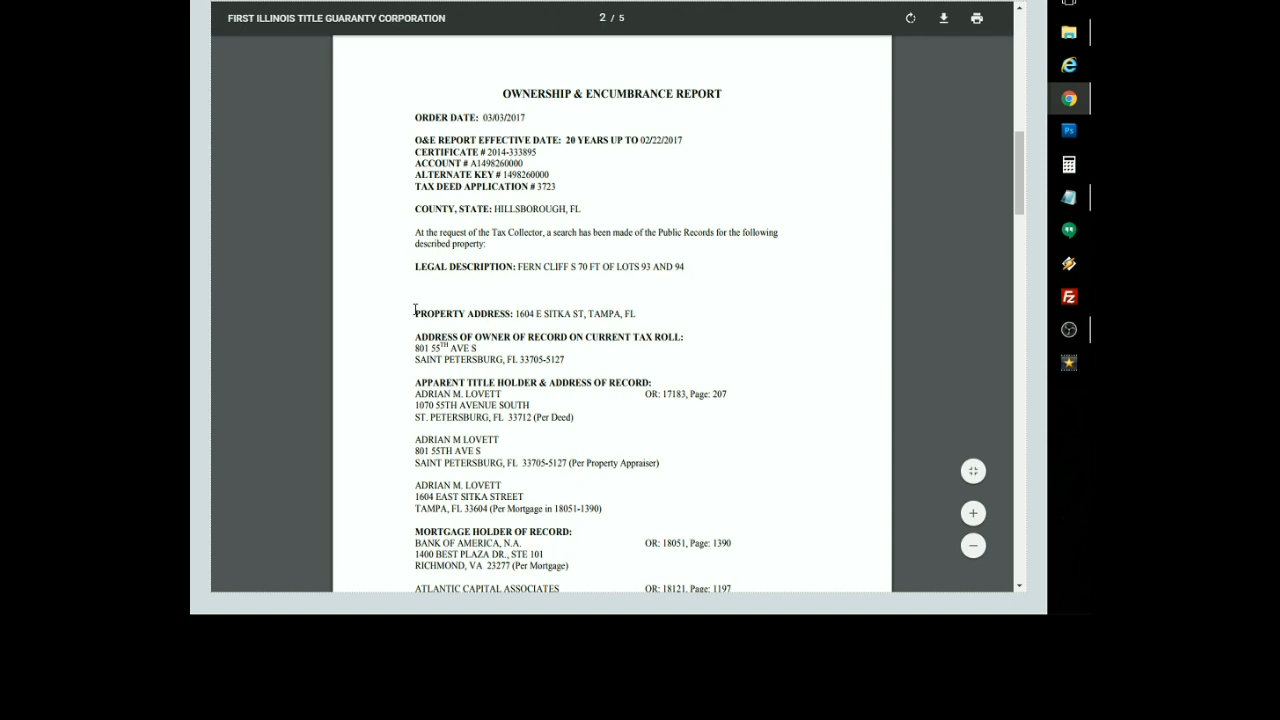 FIRST ILLINOIS TITLE GUARANTY CORPORATION
2 / 5
OWNERSHIP & ENCUMBRANCE REPORT
ORDER DATE: 03/03/2017
O&E REPORT EFFECTIVE DATE: 20 YEARS UP TO 02/22/2017
CERTIFICATE # 2014-333895
ACCOUNT # A1498260000
ALTERNATE KEY # 1498260000
TAX DEED APPLICATION # 3723
COUNTY, STATE: HILLSBOROUGH, FL
At the request of the Tax Collector, a search has been made of the Public Records for the following
described property:
LEGAL DESCRIPTION: FERN CLIFF S 70 FT OF LOTS 93 AND 94
PROPERTY ADDRESS: 1604 E SITKA ST, TAMPA, FL
ADDRESS OF OWNER OF RECORD ON CURRENT TAX ROLL:
801 55TH AVE S
SAINT PETERSBURG, FL 33705-5127
APPARENT TITLE HOLDER & ADDRESS OF RECORD:
ADRIAN M. LOVETT OR: 17183, Page: 207
1070 55TH AVENUE SOUTH
ST. PETERSBURG, FL 33712 (Per Deed)
ADRIAN M LOVETT
801 55TH AVE S
SAINT PETERSBURG, FL 33705-5127 (Per Property Appraiser)
ADRIAN M. LOVETT
1604 EAST SITKA STREET
TAMPA, FL 33604 (Per Mortgage in 18051-1390)
MORTGAGE HOLDER OF RECORD:
BANK OF AMERICA, N.A. OR: 18051, Page: 1390
1400 BEST PLAZA DR., STE 101
RICHMOND, VA 23277 (Per Mortgage)
ATLANTIC CAPITAL ASSOCIATES OR: 18121, Page: 1197
Ps
Fz